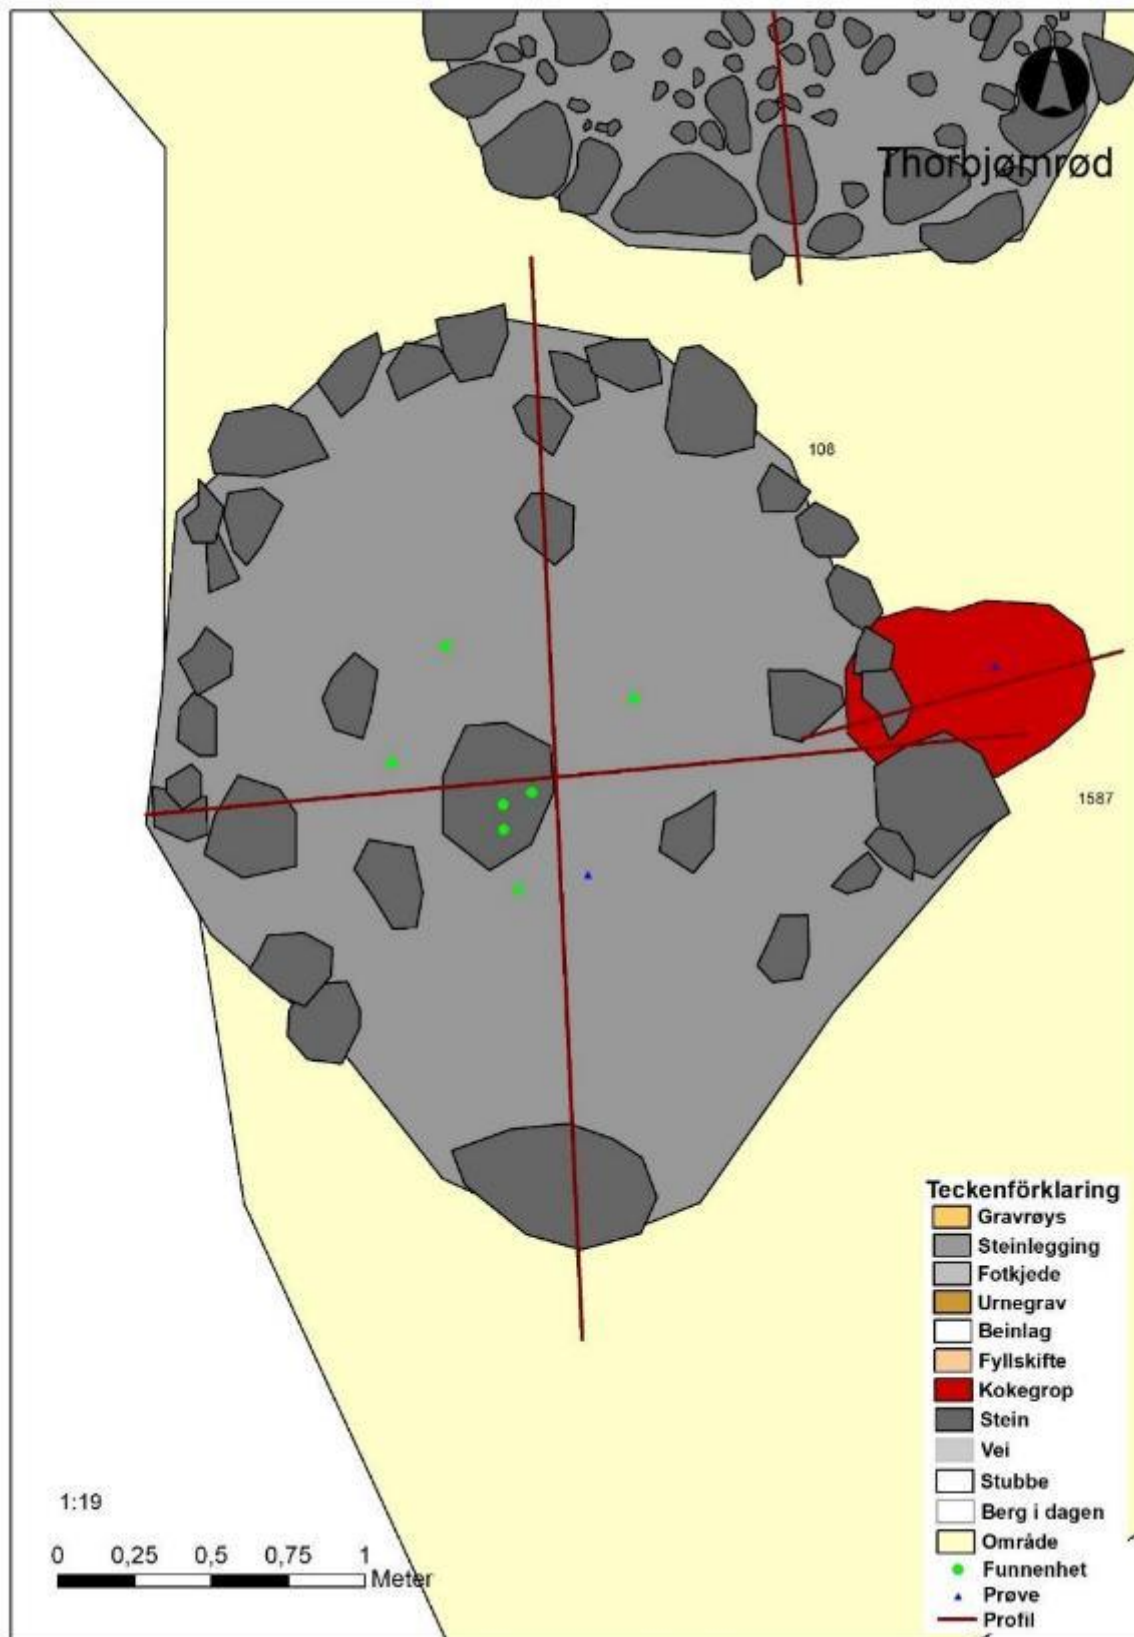 Thorbjørnrød
108
1587
Teckenförklaring
Gravrøys
Steinlegging
Fotkjede
Urnegrav
Beinlag
Fyllskifte
Kokegrop
Stein
Vei
Stubbe
Berg i dagen
Område
Funnenhet
Prøve
Profil
1:19
0 0,25 0,5 0,75 1
Meter